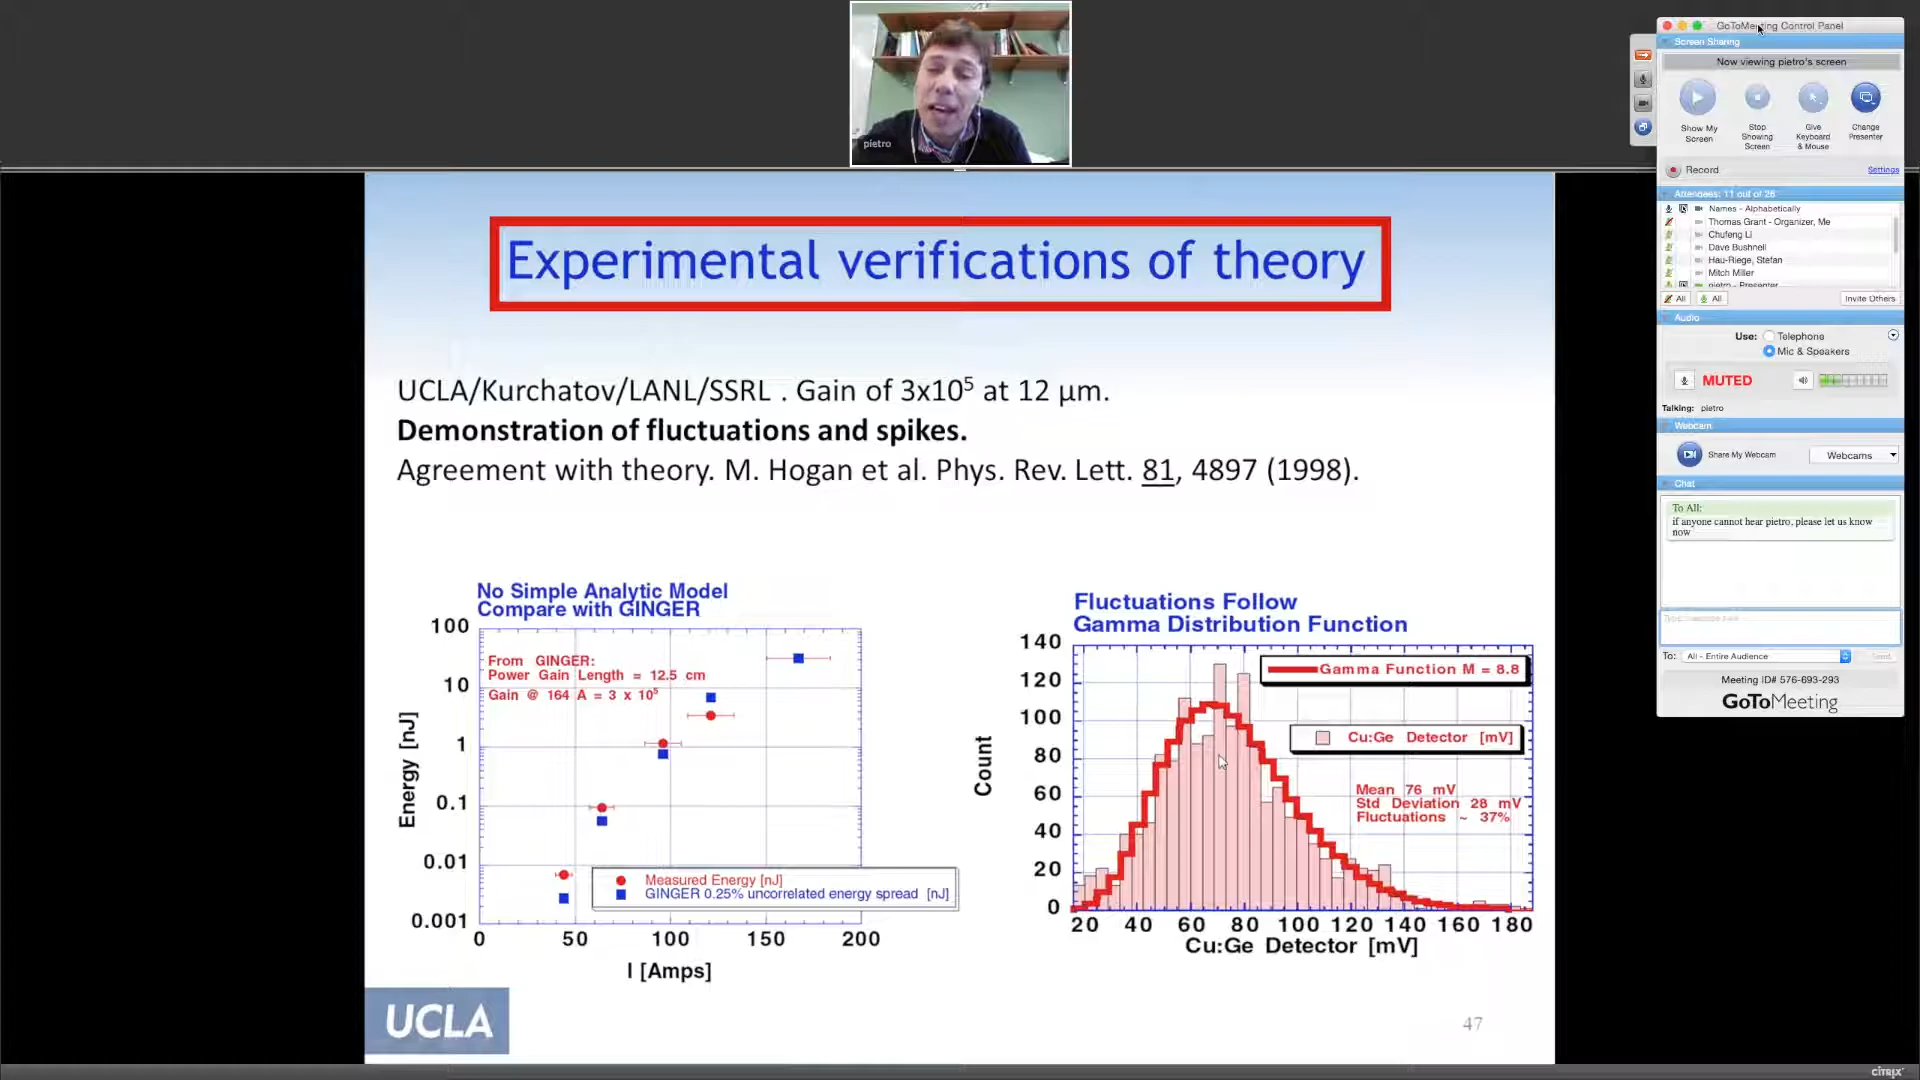 pietro
Experimental verifications of theory
UCLA/Kurchatov/LANL/SSRL . Gain of 3x10⁵ at 12 µm.
Demonstration of fluctuations and spikes.
Agreement with theory. M. Hogan et al. Phys. Rev. Lett. 81, 4897 (1998).
No Simple Analytic Model
Compare with GINGER
100
10
1
0.1
0.01
0.001
Energy [nJ]
From GINGER:
Power Gain Length = 12.5 cm
Gain @ 164 A = 3 x 10⁵
Measured Energy [nJ]
GINGER 0.25% uncorrelated energy spread [nJ]
0 50 100 150 200
I [Amps]
Fluctuations Follow
Gamma Distribution Function
140
120
100
80
60
40
20
0
Count
Gamma Function M = 8.8
Cu:Ge Detector [mV]
Mean 76 mV
Std Deviation 28 mV
Fluctuations ~ 37%
20 40 60 80 100 120 140 160 180
Cu:Ge Detector [mV]
UCLA
47
GoToMeeting Control Panel
Screen Sharing
Now viewing pietro's screen
Show My Screen
Stop Showing Screen
Give Keyboard & Mouse
Change Presenter
Record
Settings
Attendees: 11 out of 26
Names - Alphabetically
Thomas Grant - Organizer, Me
Chufeng Li
Dave Bushnell
Hau-Riege, Stefan
Mitch Miller
pietro - Presenter
All
All
Invite Others
Audio
Use: Telephone
Mic & Speakers
MUTED
Talking: pietro
Webcam
Share My Webcam
Webcams
Chat
To All:
if anyone cannot hear pietro, please let us know
now
To: All - Entire Audience
Send
Meeting ID# 576-693-293
GoToMeeting
CITRIX